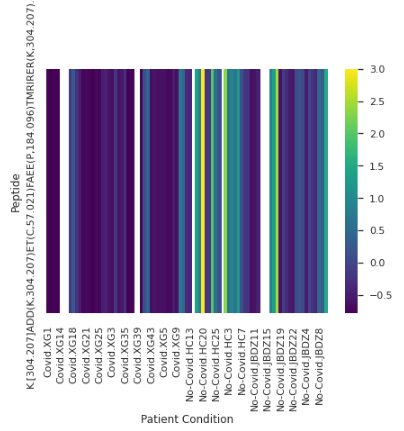 3.0
2.5
2.0
1.5
1.0
0.5
0.0
−0.5
Peptide
K[304.207]ADD(K,304.207)ET(C,57.021)FAEE(P,184.096)TMRIRER(K,304.207).
Covid.XG1
Covid.XG14
Covid.XG18
Covid.XG21
Covid.XG25
Covid.XG3
Covid.XG35
Covid.XG39
Covid.XG43
Covid.XG5
Covid.XG9
No-Covid.HC13
No-Covid.HC20
No-Covid.HC25
No-Covid.HC3
No-Covid.HC7
No-Covid.JBDZ11
No-Covid.JBDZ15
No-Covid.JBDZ19
No-Covid.JBDZ22
No-Covid.JBDZ4
No-Covid.JBDZ8
Patient Condition